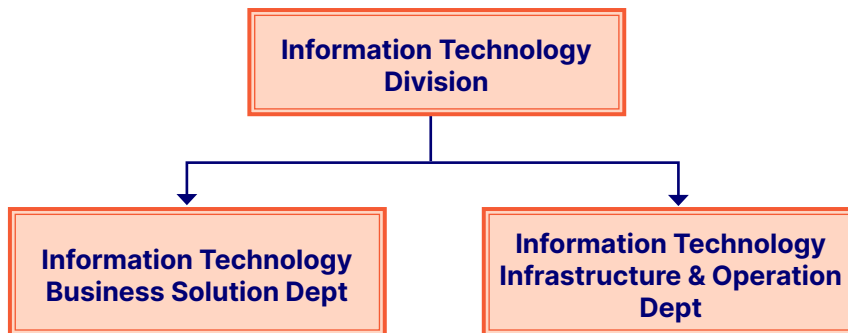 Information Technology
Division
Information Technology
Business Solution Dept
Information Technology
Infrastructure & Operation
Dept